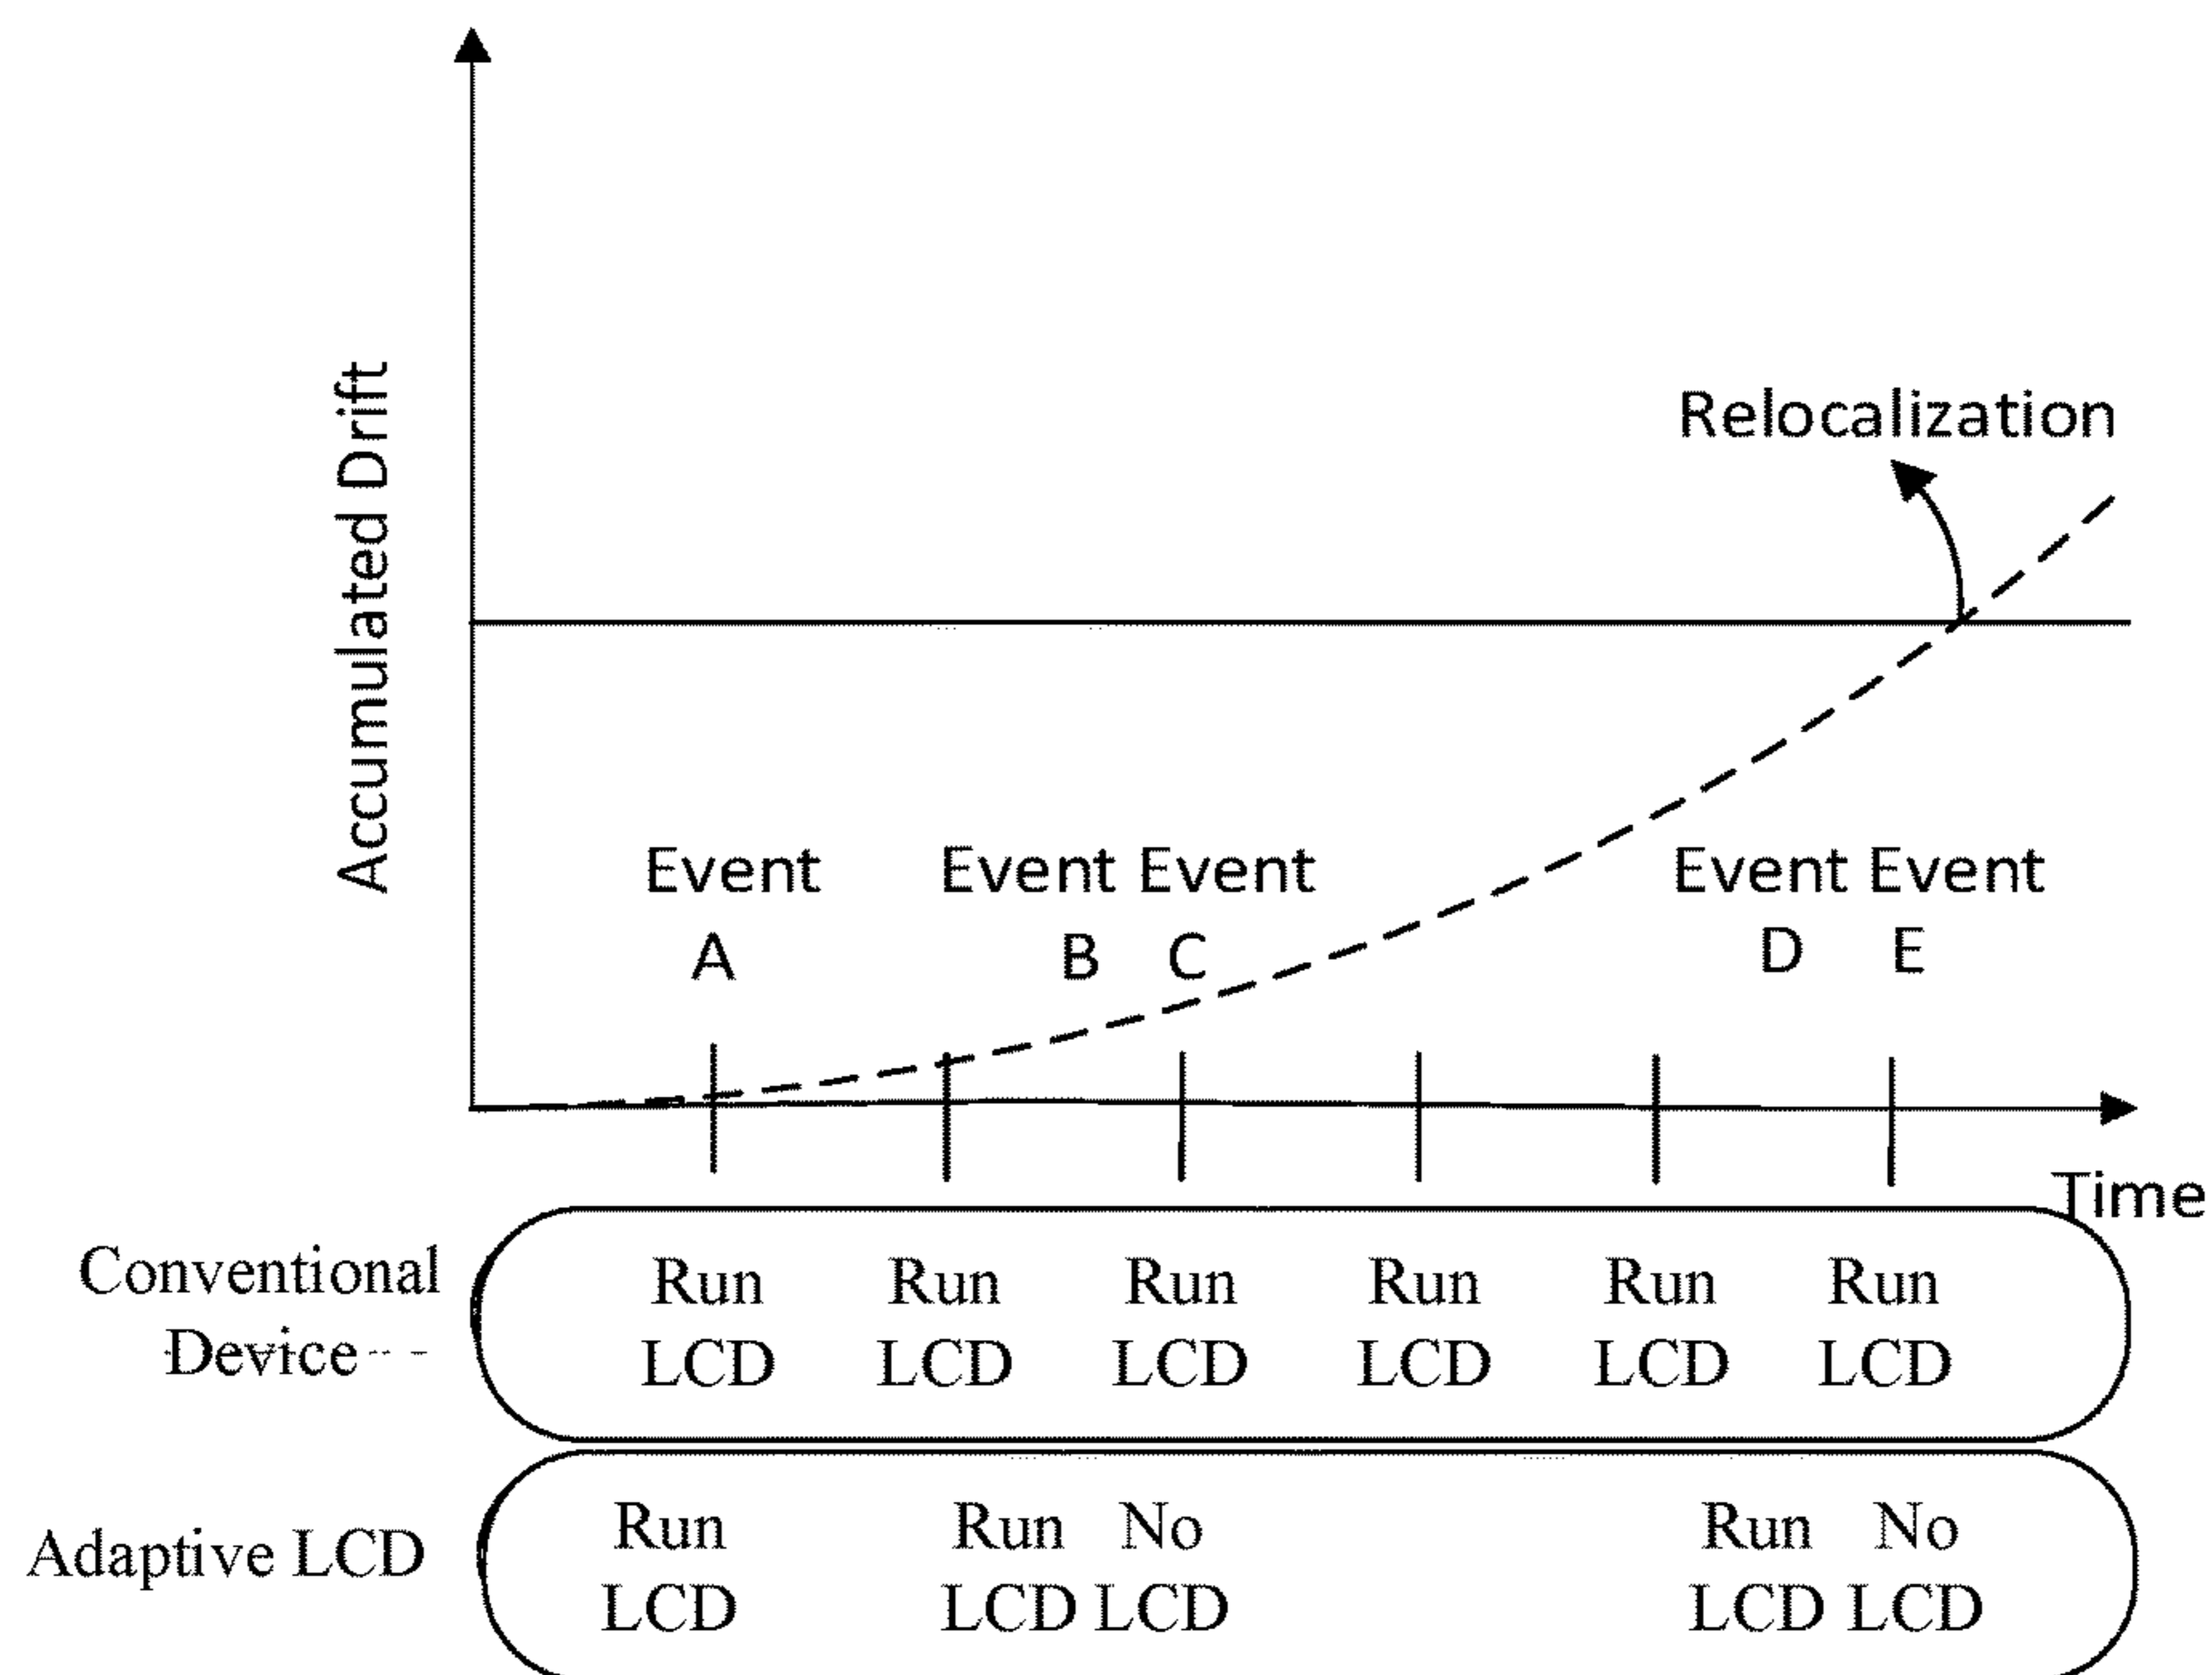 Accumulated Drift
Relocalization
Event Event Event Event Event
A B C D E
Time
Conventional Device
Run Run Run Run Run Run
LCD LCD LCD LCD LCD LCD
Adaptive LCD
Run Run No Run No
LCD LCD LCD LCD LCD